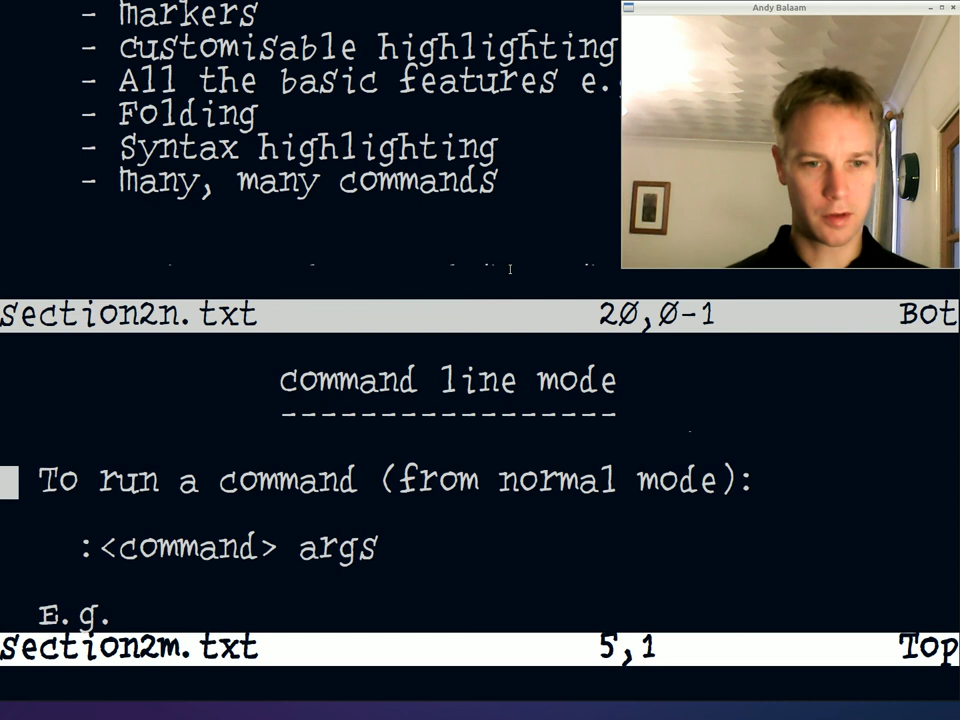 - markers
Andy Balaam
- customisable highlighting
- All the basic features e.
- Folding
- Syntax highlighting
- Many, many commands
section2n.txt 20,0-1 Bot
command line mode
-----------------
To run a command (from normal mode):
:<command> args
E.g.
section2m.txt 5,1 Top